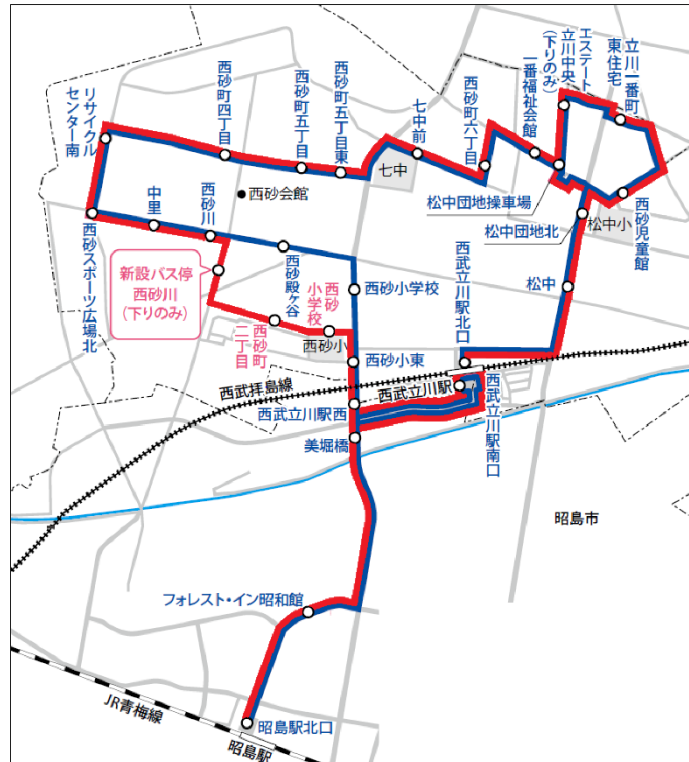 リサイクル
センター南
西砂町四丁目
西砂町五丁目
西砂町五丁目東
七中前
西砂町六丁目
一番福祉会館
エステート
立川中央
(下りのみ)
立川一番町
東住宅
七中
西砂会館
中里
西砂川
西砂スポーツ広場北
新設バス停
西砂川
(下りのみ)
西砂殿ヶ谷
西砂
小学校
西砂町
二丁目
西砂小
西砂小学校
西砂小東
松中団地操車場
松中団地北
松中小
西砂児童館
松中
西武立川駅北口
西武拝島線
西武立川駅
西武立川駅西
西武立川駅南口
美堀橋
昭島市
フォレスト・イン昭和館
JR青梅線
昭島駅北口
昭島駅